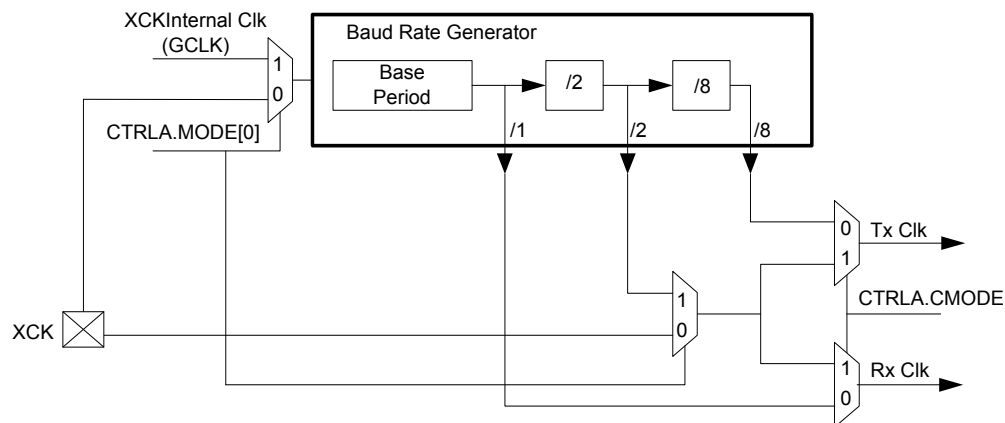 XCKInternal Clk
(GCLK)
Baud Rate Generator
1
0
Base
Period
/2
/8
CTRLA.MODE[0]
/1
/2
/8
0
1
Tx Clk
1
0
CTRLA.CMODE
XCK
1
0
Rx Clk